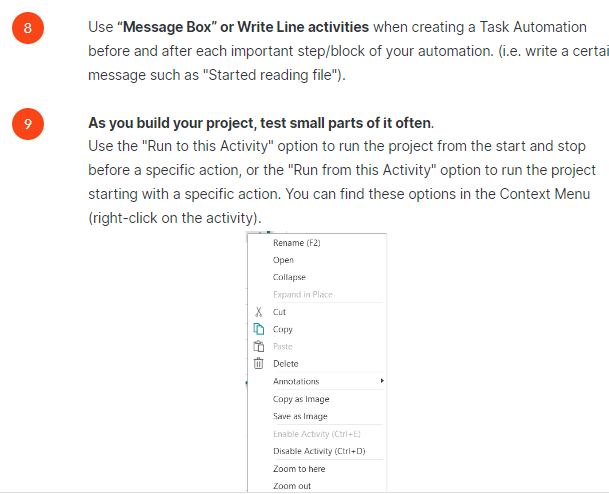 8
Use “Message Box” or Write Line activities when creating a Task Automation
before and after each important step/block of your automation. (i.e. write a certai
message such as "Started reading file").
9
As you build your project, test small parts of it often.
Use the "Run to this Activity" option to run the project from the start and stop
before a specific action, or the "Run from this Activity" option to run the project
starting with a specific action. You can find these options in the Context Menu
(right-click on the activity).
Rename (F2)
Open
Collapse
Expand in Place
Cut
Copy
Paste
Delete
Annotations
Copy as Image
Save as Image
Enable Activity (Ctrl+E)
Disable Activity (Ctrl+D)
Zoom to here
Zoom out